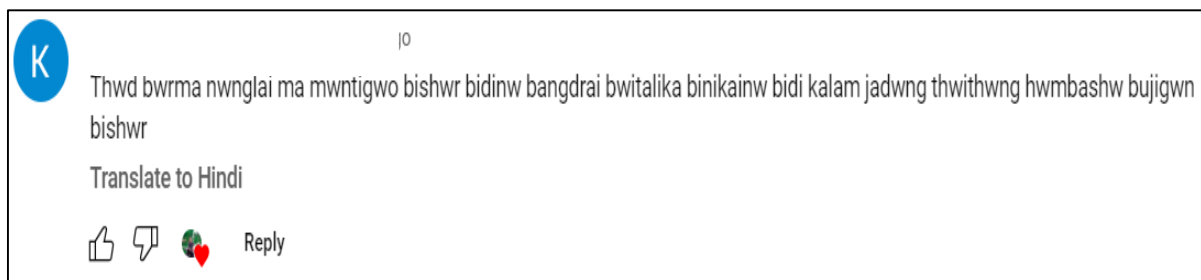 K
go
Thwd bwrma nwnglai ma mwntigwo bishwr bidinw bangdrai bwitalika binikainw bidi kalam jadwng thwithwng hwmbashw bujigwn
bishwr
Translate to Hindi
Reply